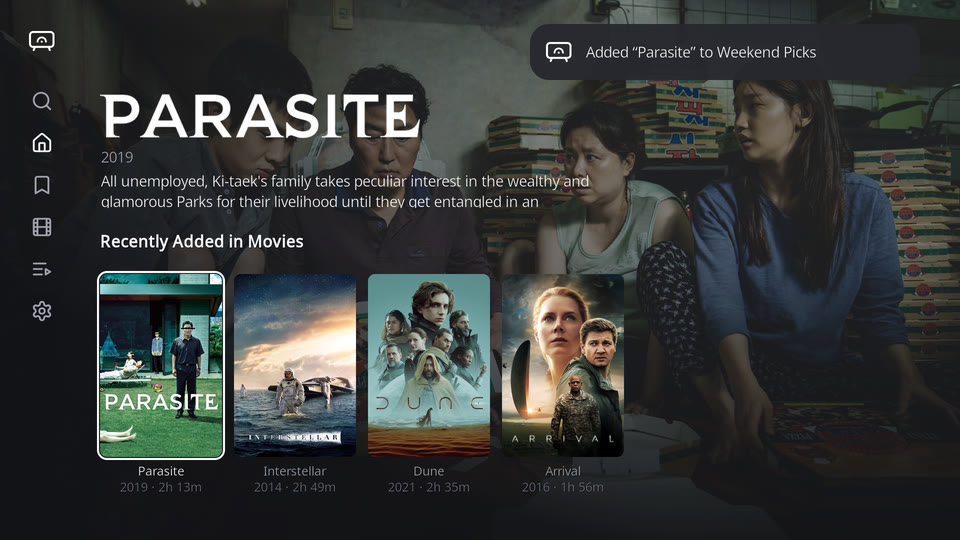 Added “Parasite” to Weekend Picks
PARASITE
2019
All unemployed, Ki-taek's family takes peculiar interest in the wealthy and
glamorous Parks for their livelihood until they get entangled in an
Recently Added in Movies
PARASITE
INTERSTELLAR
DUNE
ARRIVAL
Parasite
Interstellar
Dune
Arrival
2019 · 2h 13m
2014 · 2h 49m
2021 · 2h 35m
2016 · 1h 56m